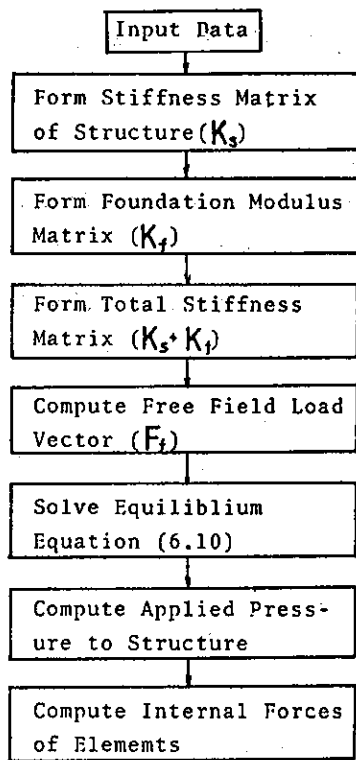 Input Data
Form Stiffness Matrix
of Structure(Ks)
Form Foundation Modulus
Matrix (Kf)
Form Total Stiffness
Matrix (Ks+Kf)
Compute Free Field Load
Vector (Ff)
Solve Equiliblium
Equation (6.10)
Compute Applied Press-
ure to Structure
Compute Internal Forces
of Elememts